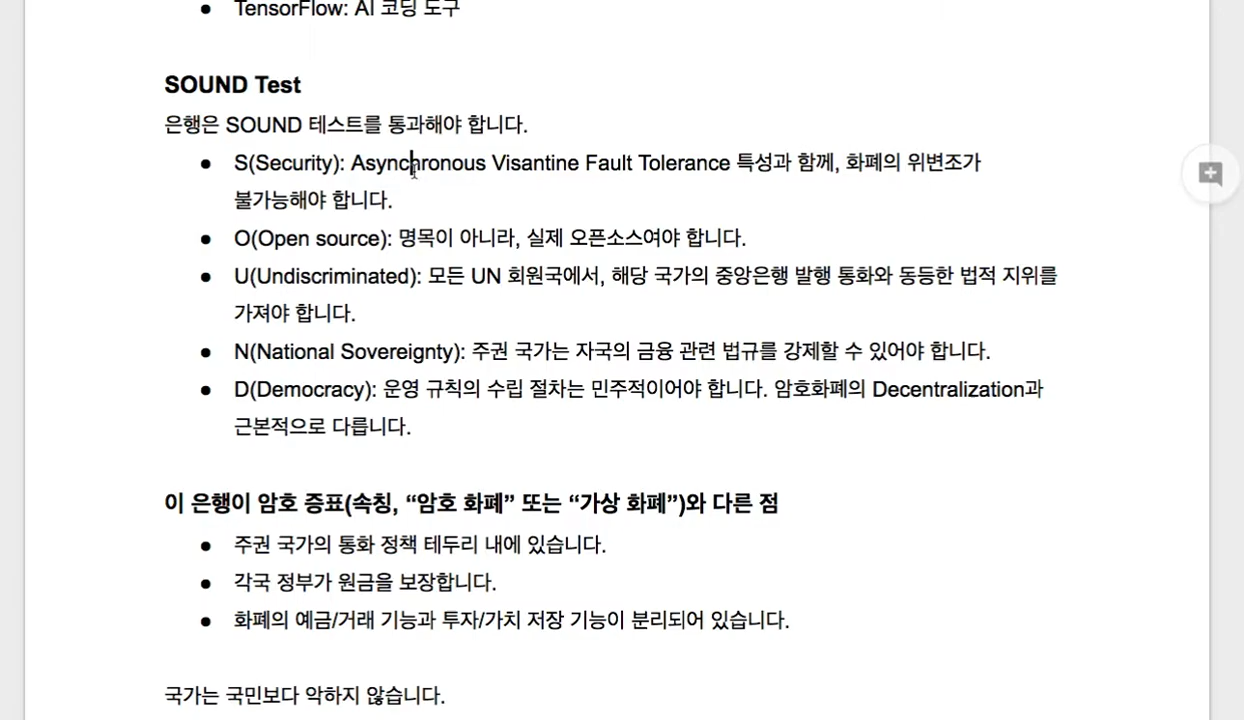 TensorFlow: AI 코딩 도구
SOUND Test
은행은 SOUND 테스트를 통과해야 합니다.
S(Security): Asynchronous Visantine Fault Tolerance 특성과 함께, 화폐의 위변조가
불가능해야 합니다.
O(Open source): 명목이 아니라, 실제 오픈소스여야 합니다.
U(Undiscriminated): 모든 UN 회원국에서, 해당 국가의 중앙은행 발행 통화와 동등한 법적 지위를
가져야 합니다.
N(National Sovereignty): 주권 국가는 자국의 금융 관련 법규를 강제할 수 있어야 합니다.
D(Democracy): 운영 규칙의 수립 절차는 민주적이어야 합니다. 암호화폐의 Decentralization과
근본적으로 다릅니다.
이 은행이 암호 증표(속칭, “암호 화폐” 또는 “가상 화폐”)와 다른 점
주권 국가의 통화 정책 테두리 내에 있습니다.
각국 정부가 원금을 보장합니다.
화폐의 예금/거래 기능과 투자/가치 저장 기능이 분리되어 있습니다.
국가는 국민보다 악하지 않습니다.